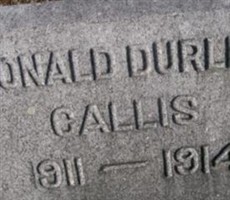 ONALD DURL
CALLIS
1911 — 1914